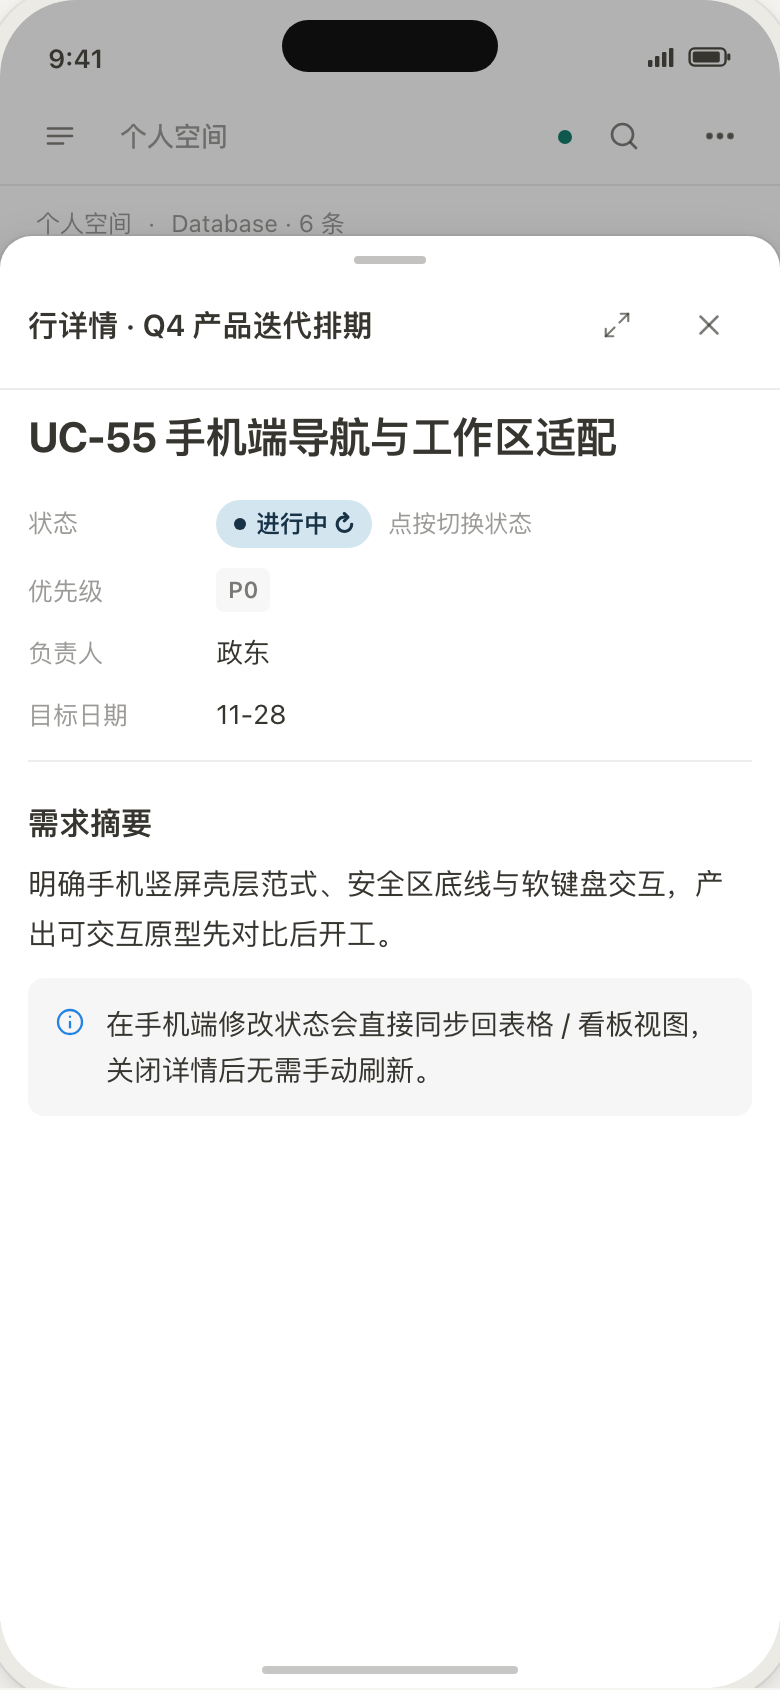 9:41
个人空间
个人空间 · Database · 6 条
行详情 · Q4 产品迭代排期
UC-55 手机端导航与工作区适配
状态 进行中 ↻ 点按切换状态
优先级 P0
负责人 政东
目标日期 11-28
需求摘要
明确手机竖屏壳层范式、安全区底线与软键盘交互，产
出可交互原型先对比后开工。
在手机端修改状态会直接同步回表格 / 看板视图，
关闭详情后无需手动刷新。